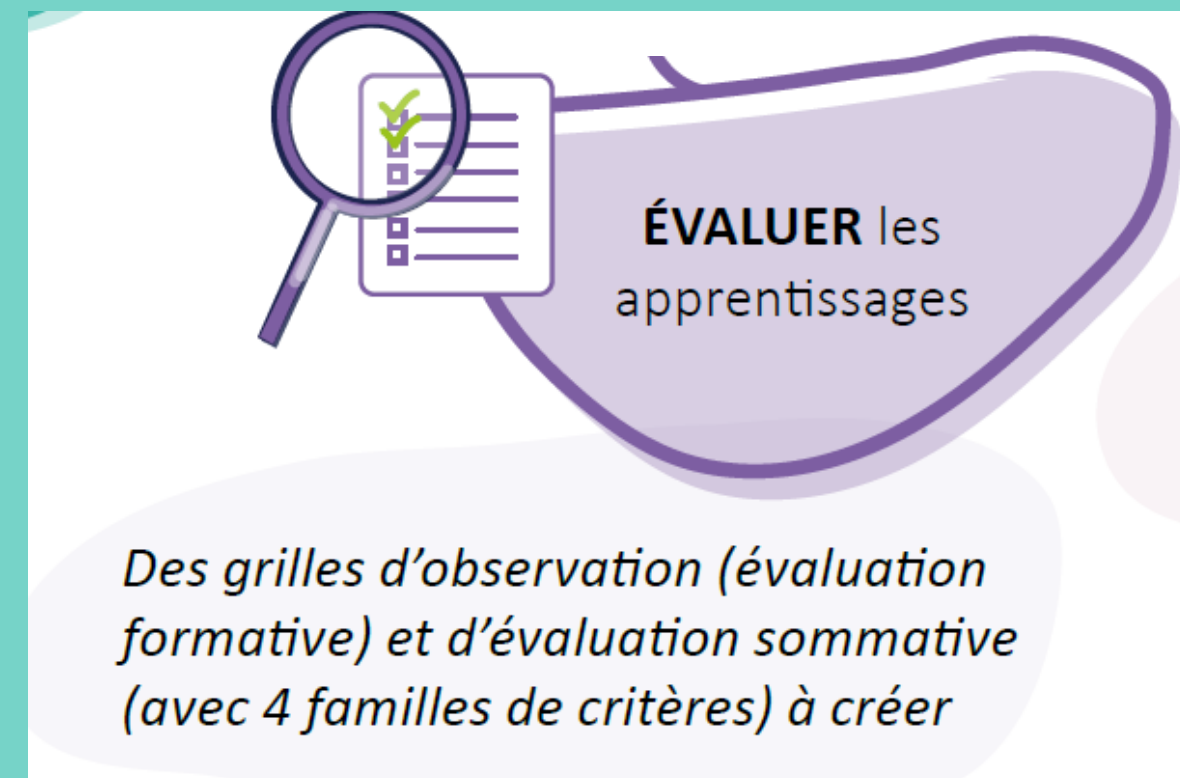 ÉVALUER les
apprentissages
Des grilles d’observation (évaluation
formative) et d’évaluation sommative
(avec 4 familles de critères) à créer